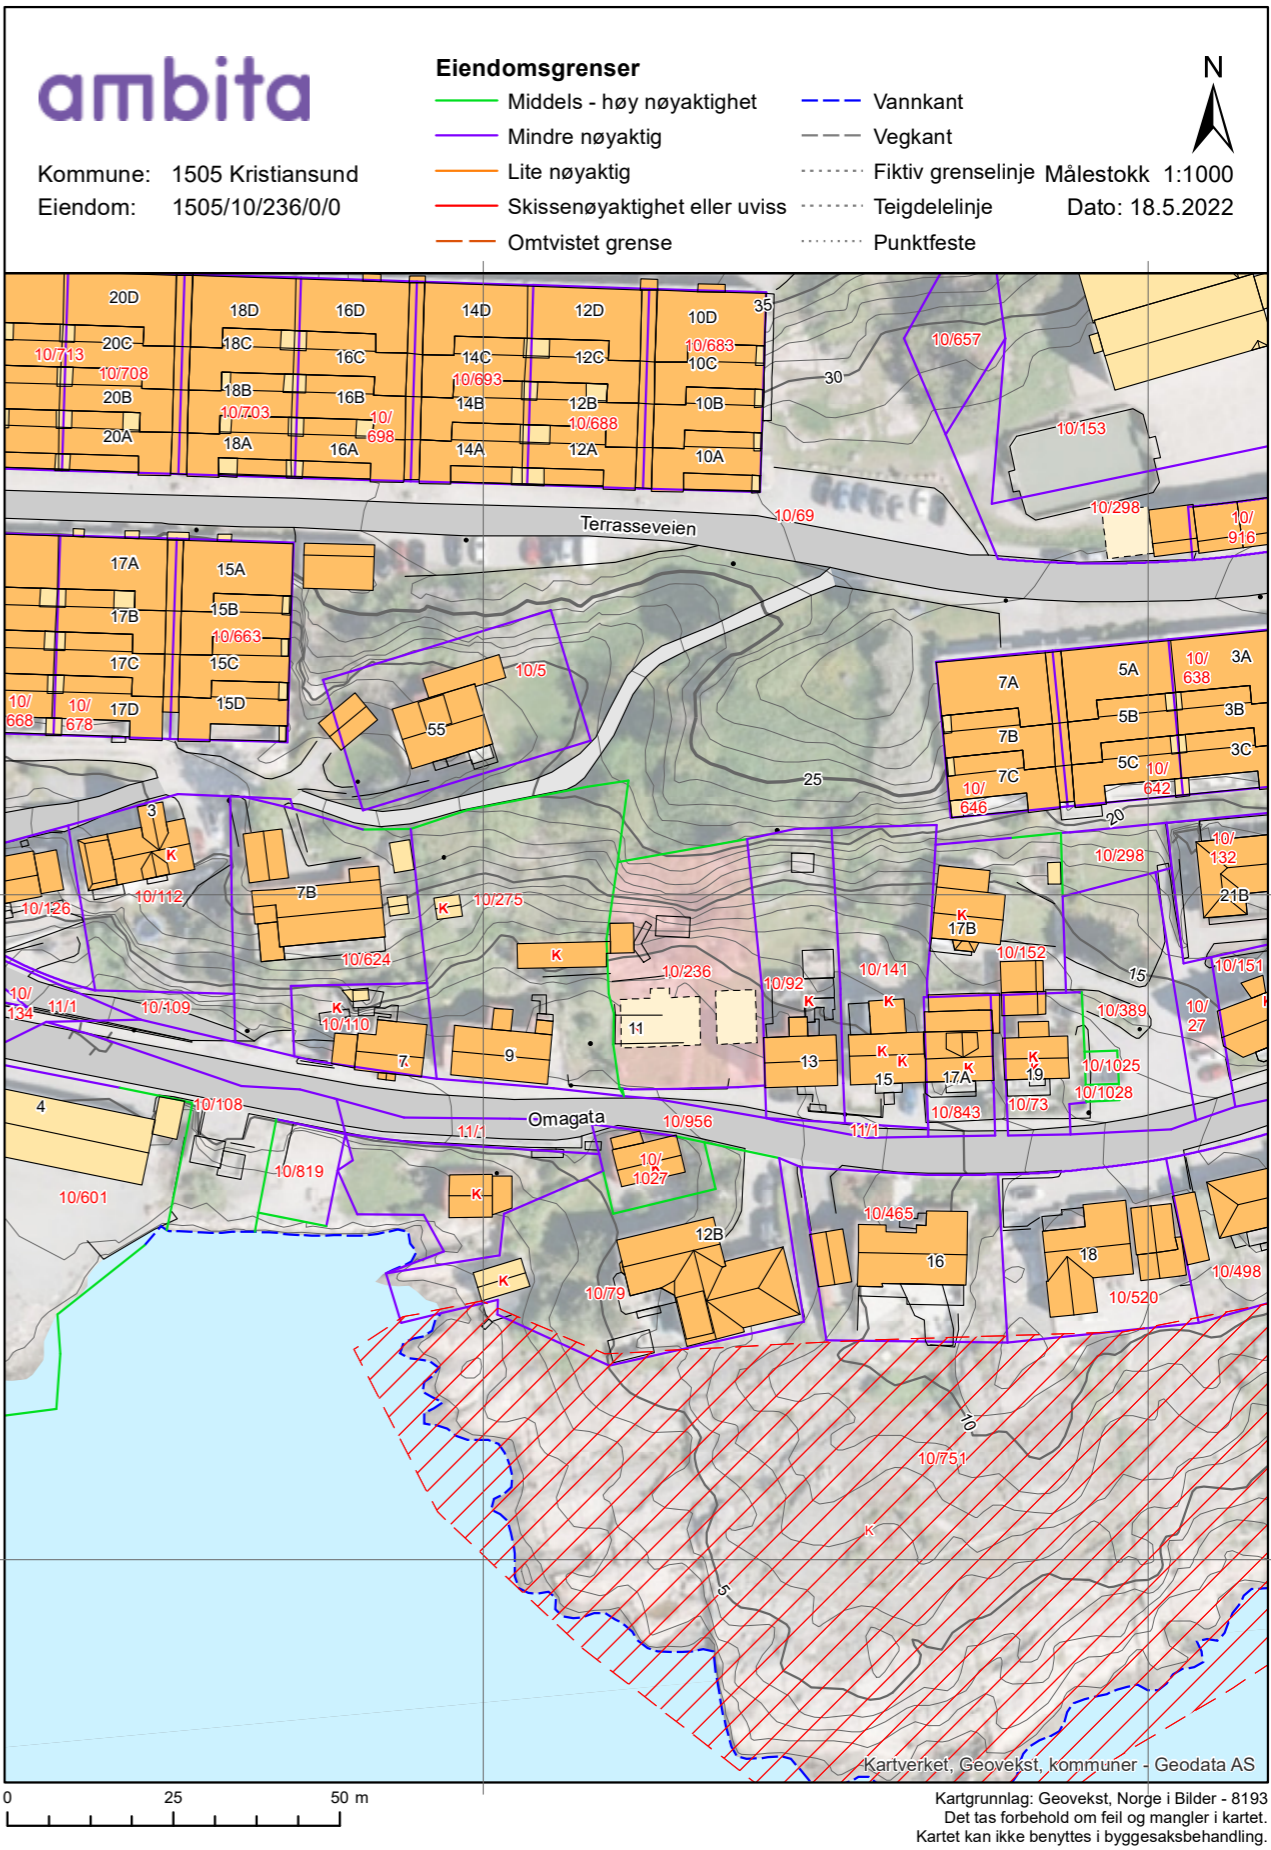 ambita
Kommune: 1505 Kristiansund
Eiendom: 1505/10/236/0/0
Eiendomsgrenser
Middels - høy nøyaktighet
Mindre nøyaktig
Lite nøyaktig
Skissenøyaktighet eller uviss
Omtvistet grense
Vannkant
Vegkant
Fiktiv grenselinje
Teigdelelinje
Punktfeste
N
Målestokk 1:1000
Dato: 18.5.2022
20D 18D 16D 14D 12D 10D 35
20C 18C 16C 14C 12C 10C
10/713 10/708 10/693 10/683
20B 18B 16B 14B 12B 10B
10/703 10/
698 10/688
20A 18A 16A 14A 12A 10A
30
10/657
10/153
10/298
10/
916
Terrasseveien
10/69
17A 15A
17B 15B
10/663
17C 15C
17D 15D
10/
668
10/
678
10/5
55
25
7A 5A 3A
10/
638
7B 5B 3B
7C 5C 3C
10/
646
10/
642
20
3
K
10/112
10/126
7B
10/624
K
10/275
K
10/298
10/
132
21B
K
17B
10/152
15
10/151
10/
134
11/1
10/109
K
10/110
7
9
10/236
11
10/92
K
13
10/141
K
K
K
15
K
17A
10/843
K
K
19
10/73
10/389
10/
27
10/1025
10/1028
K
4
10/108
10/601
10/819
11/1
Omagata
10/956
11/1
10/
1027
K
K
K
10/79
12B
10/465
16
18
10/520
10/498
10
10/751
K
5
Kartverket, Geovekst, kommuner - Geodata AS
0 25 50 m
Kartgrunnlag: Geovekst, Norge i Bilder - 8193
Det tas forbehold om feil og mangler i kartet.
Kartet kan ikke benyttes i byggesaksbehandling.